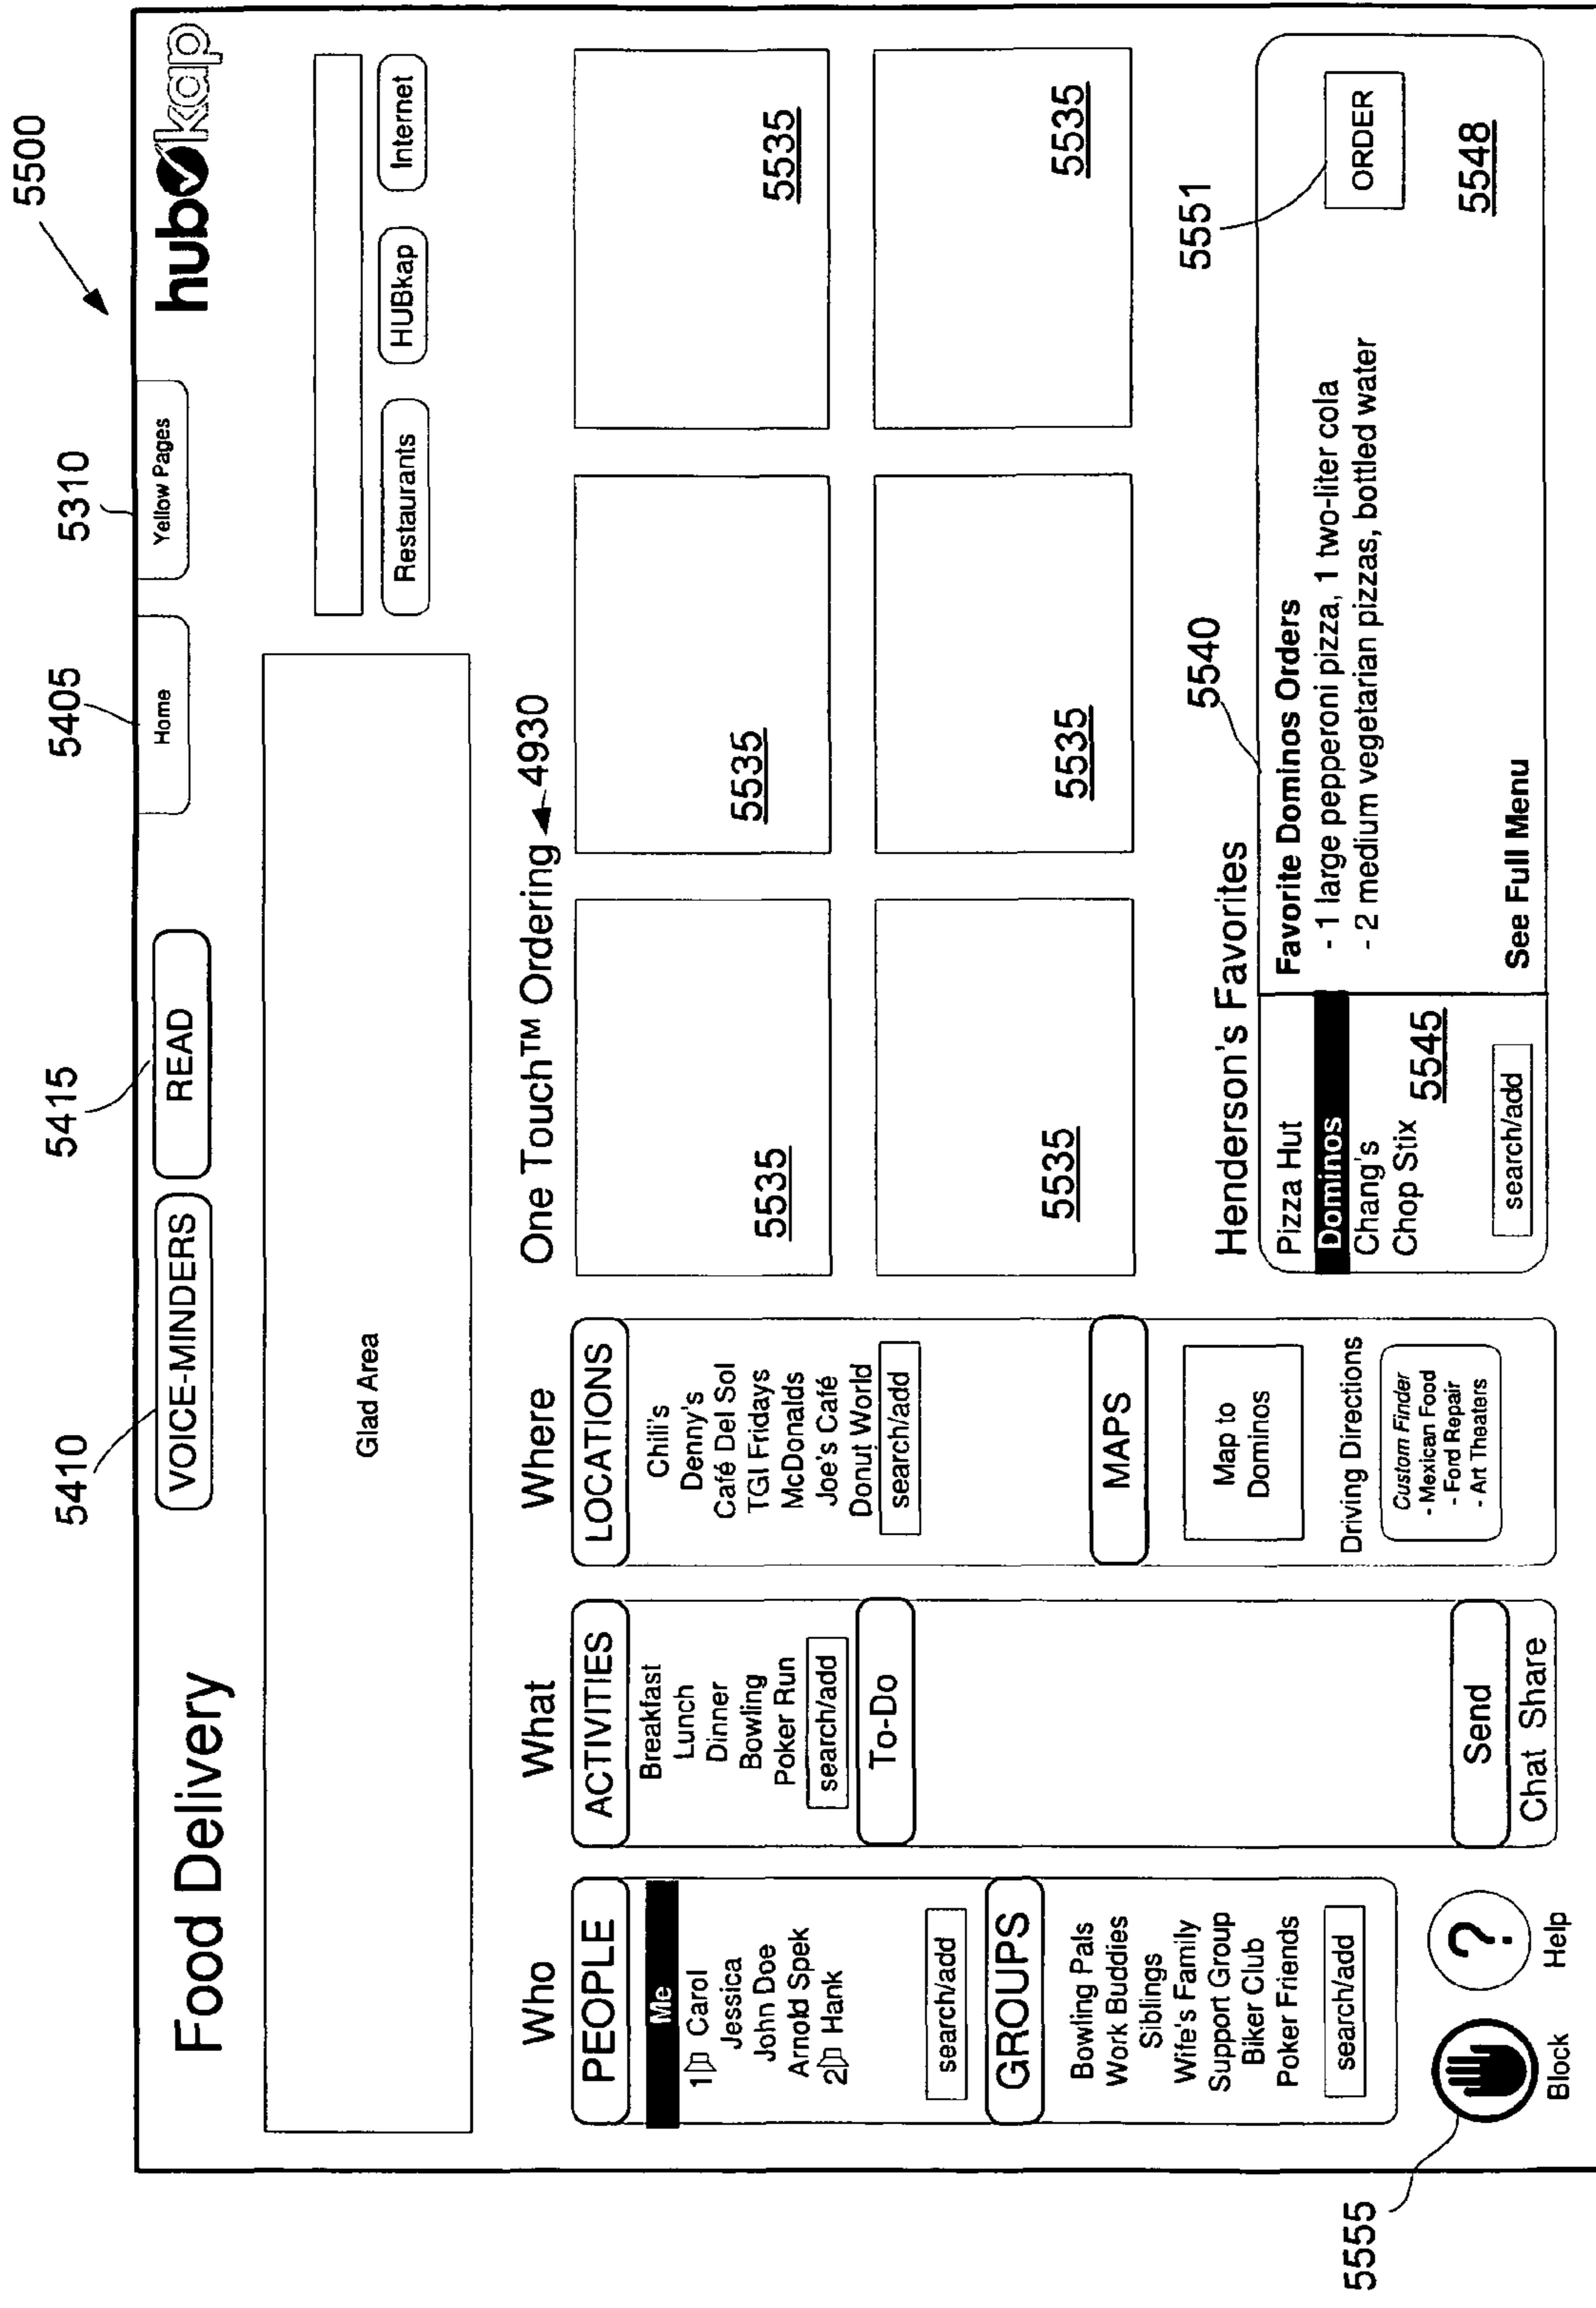 5500
5410
5415
5405
5310
Food Delivery
VOICE-MINDERS
READ
Home
Yellow Pages
hub kap
Glad Area
Restaurants
HUBkap
Internet
Who
PEOPLE
Me
1 Carol
Jessica
John Doe
Arnold Spek
2 Hank
search/add
GROUPS
Bowling Pals
Work Buddies
Siblings
Wife's Family
Support Group
Biker Club
Poker Friends
search/add
Block
Help
?
5555
What
ACTIVITIES
Breakfast
Lunch
Dinner
Bowling
Poker Run
search/add
To-Do
Send
Chat Share
Where
LOCATIONS
Chili's
Denny's
Café Del Sol
TGI Fridays
McDonalds
Joe's Café
Donut World
search/add
MAPS
Map to
Dominos
Driving Directions
Custom Finder
- Mexican Food
- Ford Repair
- Art Theaters
One Touch™ Ordering
4930
5535
5535
5535
5535
5535
5535
Henderson's Favorites
5540
5551
Pizza Hut
Dominos
Chang's
Chop Stix
5545
search/add
Favorite Dominos Orders
- 1 large pepperoni pizza, 1 two-liter cola
- 2 medium vegetarian pizzas, bottled water
See Full Menu
ORDER
5548